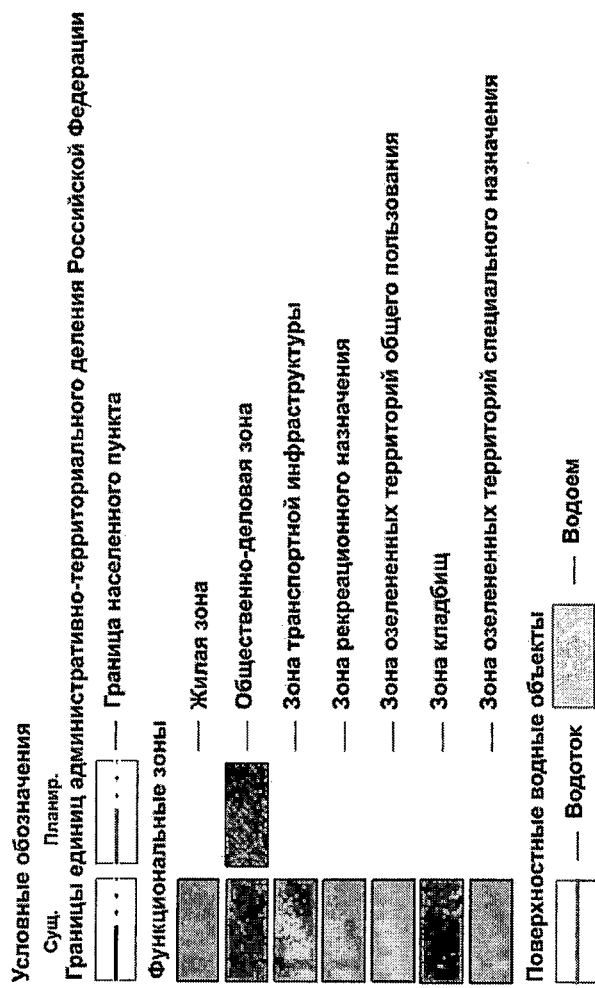 Условные обозначения
Сущ. Планир.
Границы единиц административно-территориального деления Российской Федерации
— Граница населенного пункта
Функциональные зоны
— Жилая зона
— Общественно-деловая зона
— Зона транспортной инфраструктуры
— Зона рекреационного назначения
— Зона озелененных территорий общего пользования
— Зона кладбищ
— Зона озелененных территорий специального назначения
Поверхностные водные объекты
— Водоток — Водоем